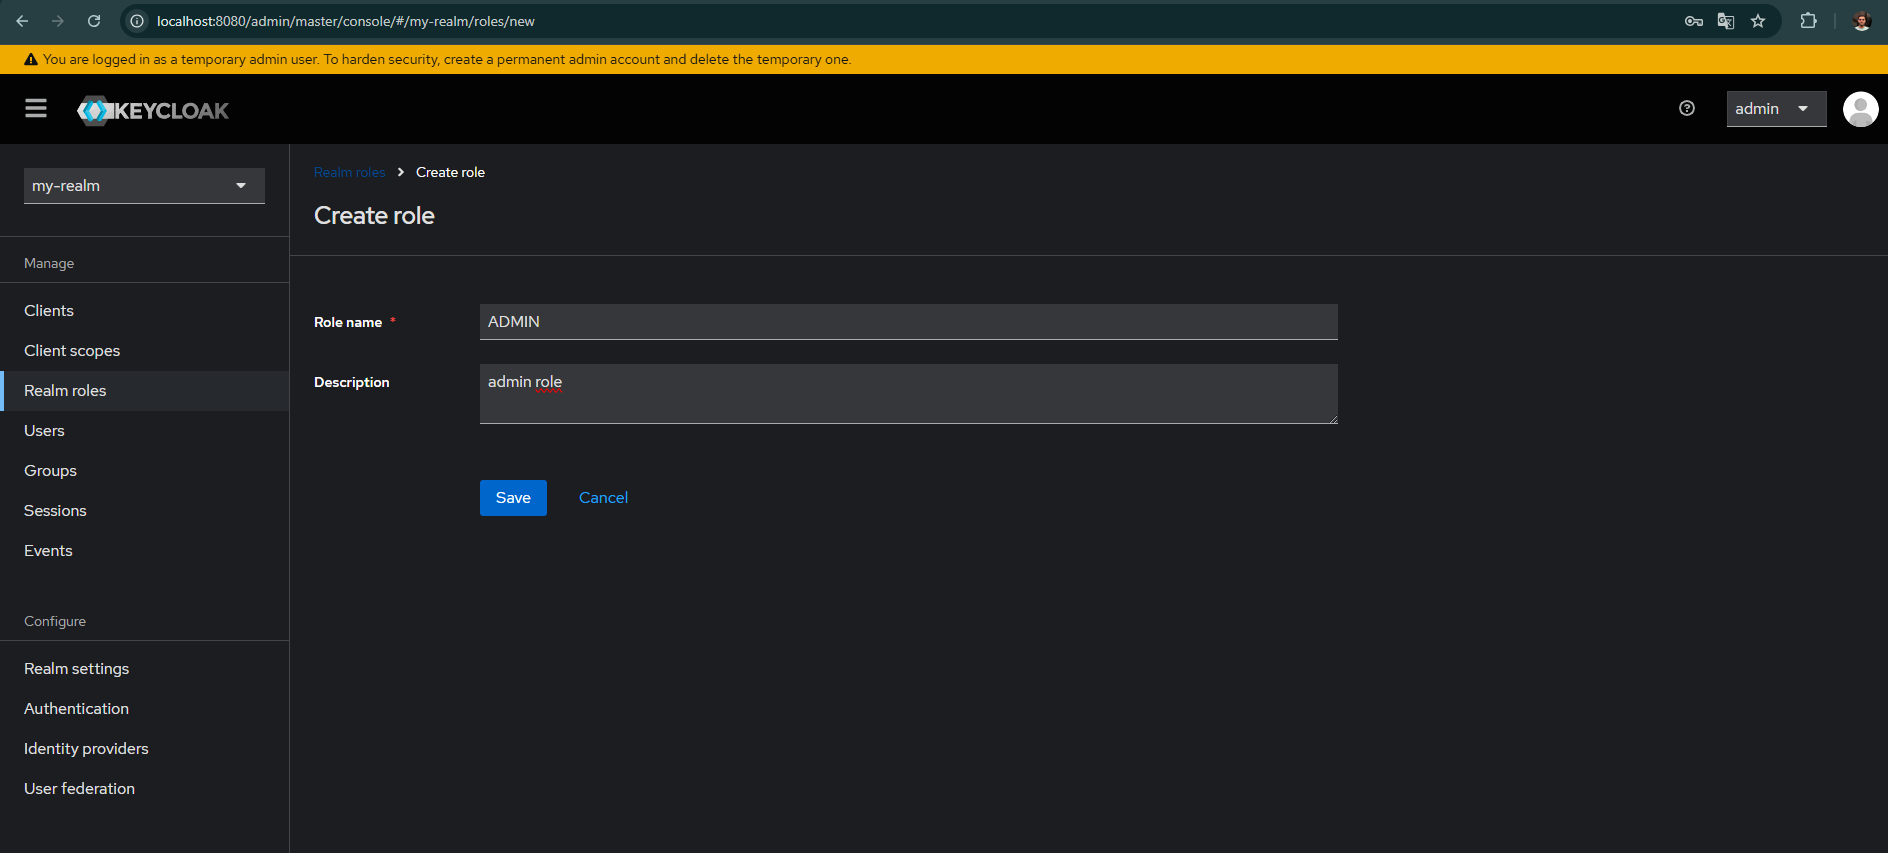 localhost:8080/admin/master/console/#/my-realm/roles/new
You are logged in as a temporary admin user. To harden security, create a permanent admin account and delete the temporary one.
KEYCLOAK
admin
my-realm
Manage
Clients
Client scopes
Realm roles
Users
Groups
Sessions
Events
Configure
Realm settings
Authentication
Identity providers
User federation
Realm roles > Create role
Create role
Role name *
ADMIN
Description
admin role
Save Cancel